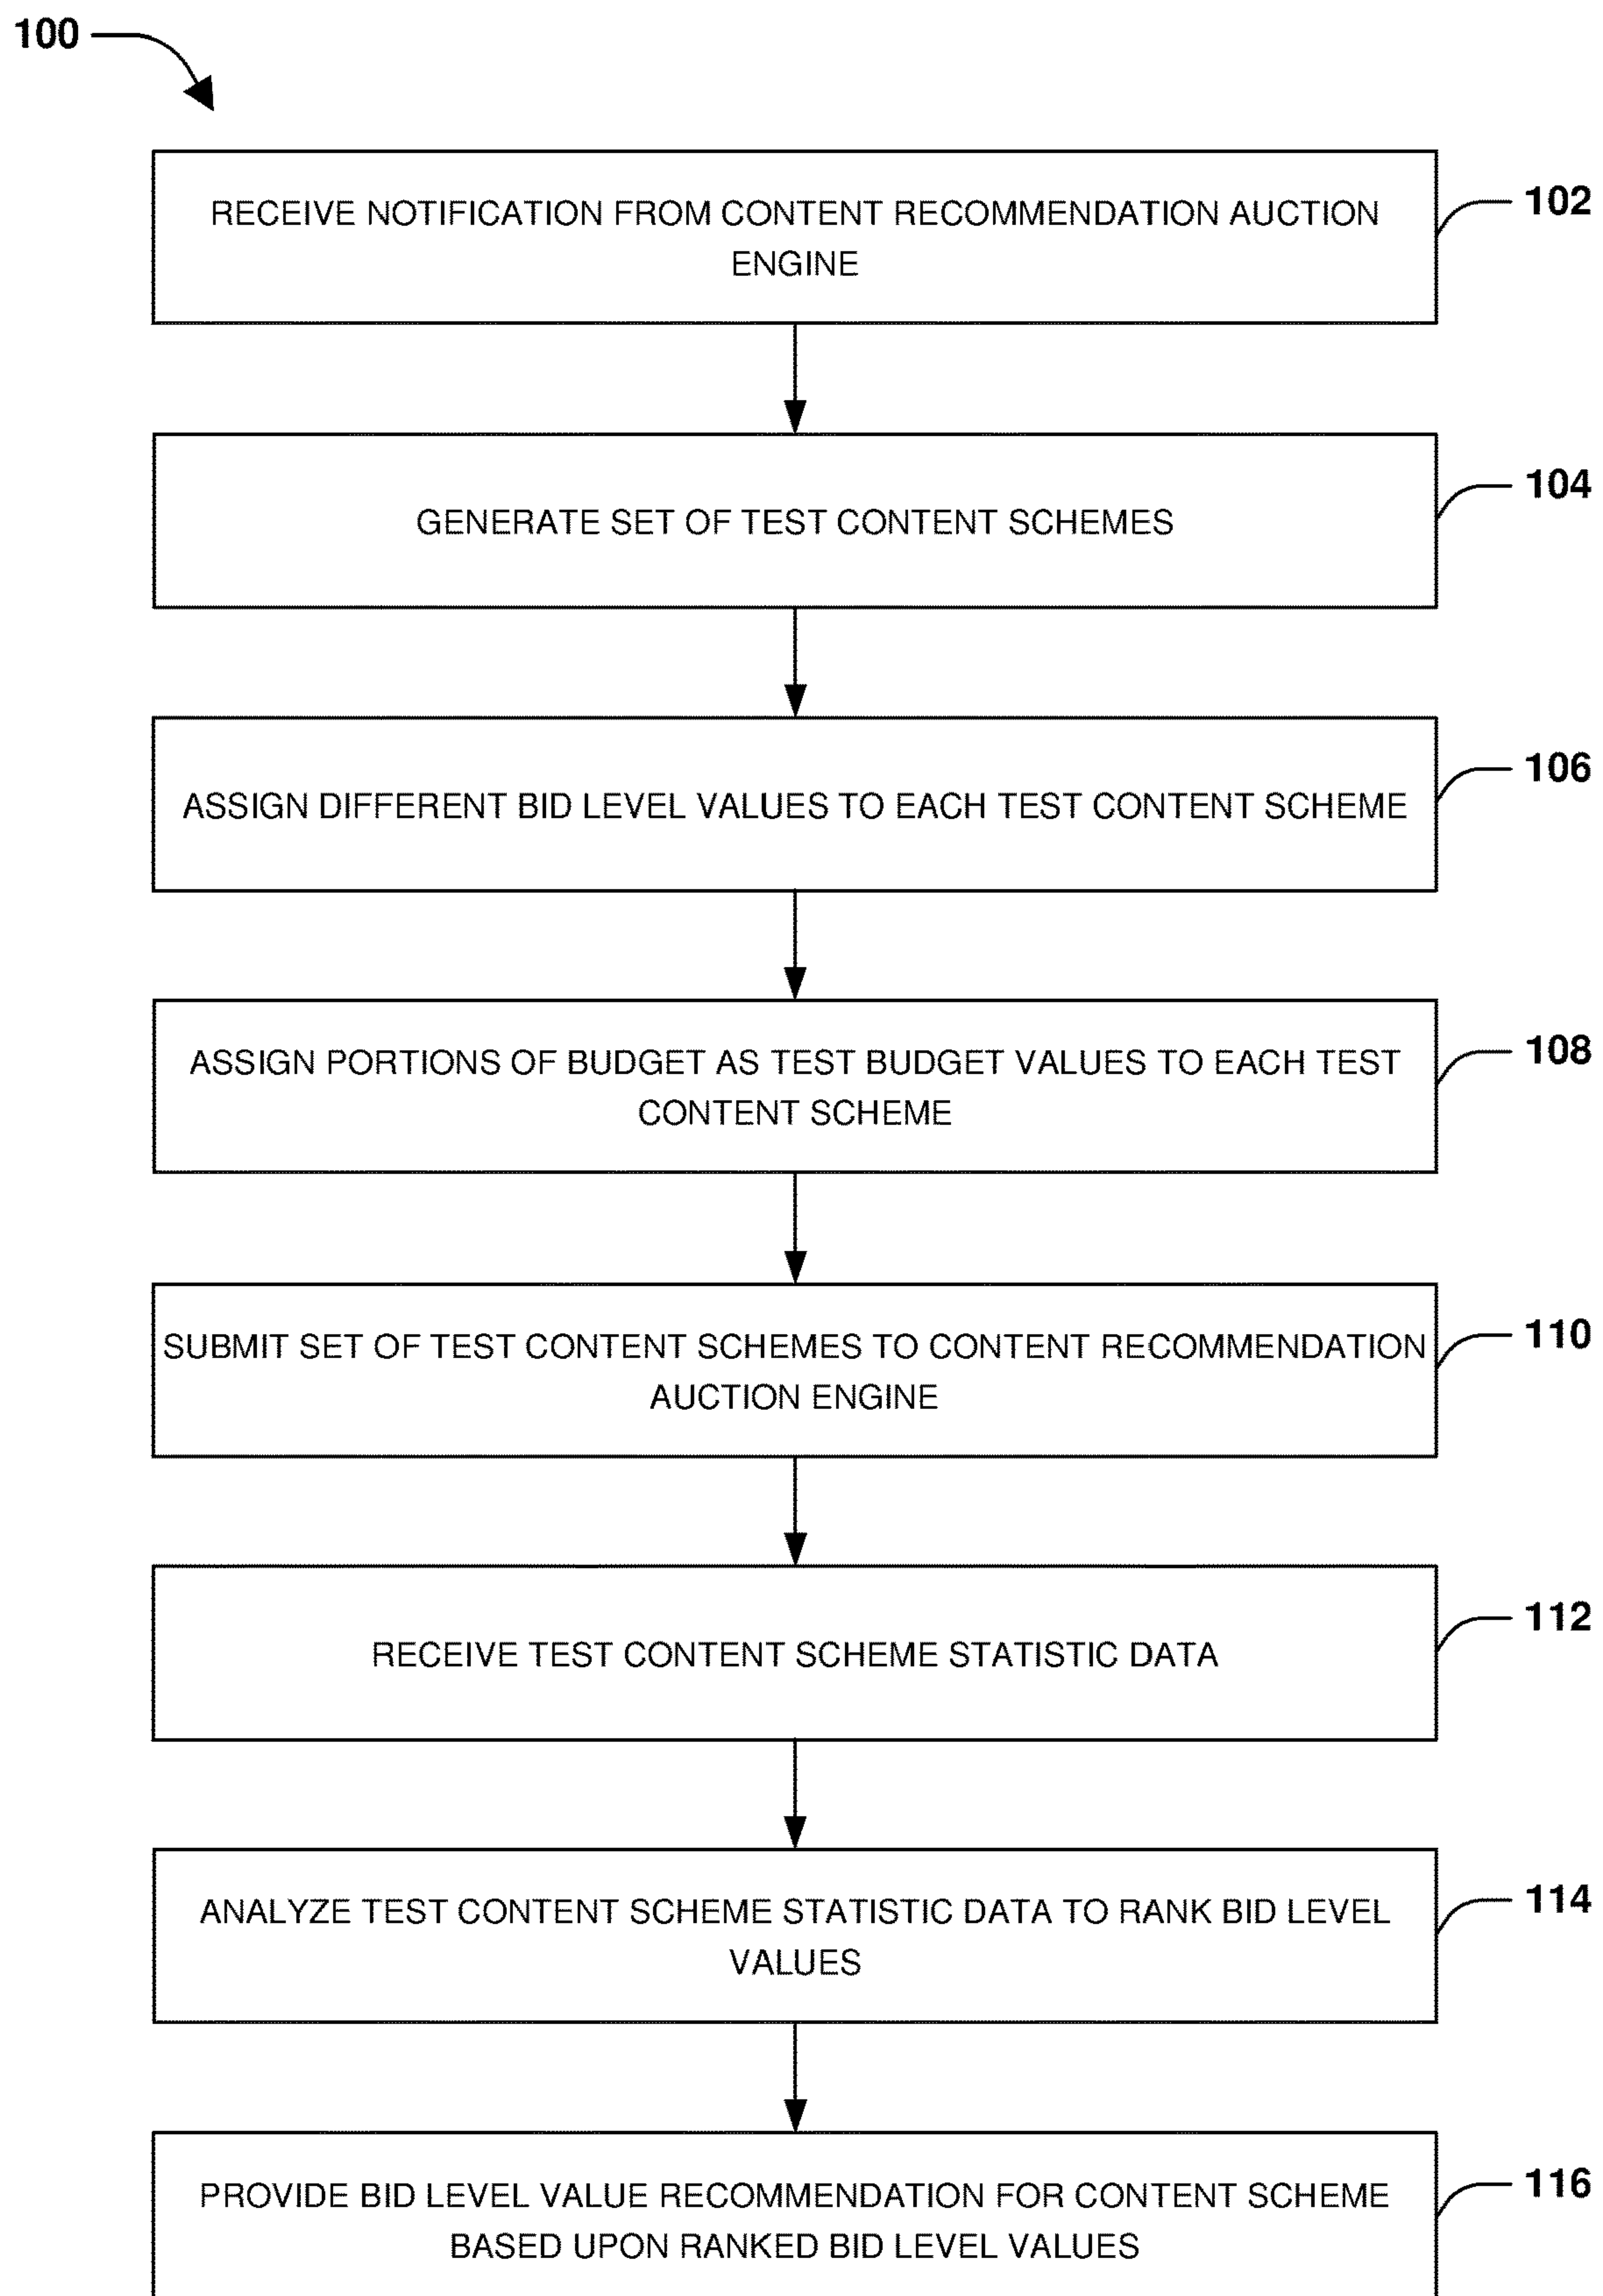 100
RECEIVE NOTIFICATION FROM CONTENT RECOMMENDATION AUCTION
ENGINE
102
GENERATE SET OF TEST CONTENT SCHEMES
104
ASSIGN DIFFERENT BID LEVEL VALUES TO EACH TEST CONTENT SCHEME
106
ASSIGN PORTIONS OF BUDGET AS TEST BUDGET VALUES TO EACH TEST
CONTENT SCHEME
108
SUBMIT SET OF TEST CONTENT SCHEMES TO CONTENT RECOMMENDATION
AUCTION ENGINE
110
RECEIVE TEST CONTENT SCHEME STATISTIC DATA
112
ANALYZE TEST CONTENT SCHEME STATISTIC DATA TO RANK BID LEVEL
VALUES
114
PROVIDE BID LEVEL VALUE RECOMMENDATION FOR CONTENT SCHEME
BASED UPON RANKED BID LEVEL VALUES
116